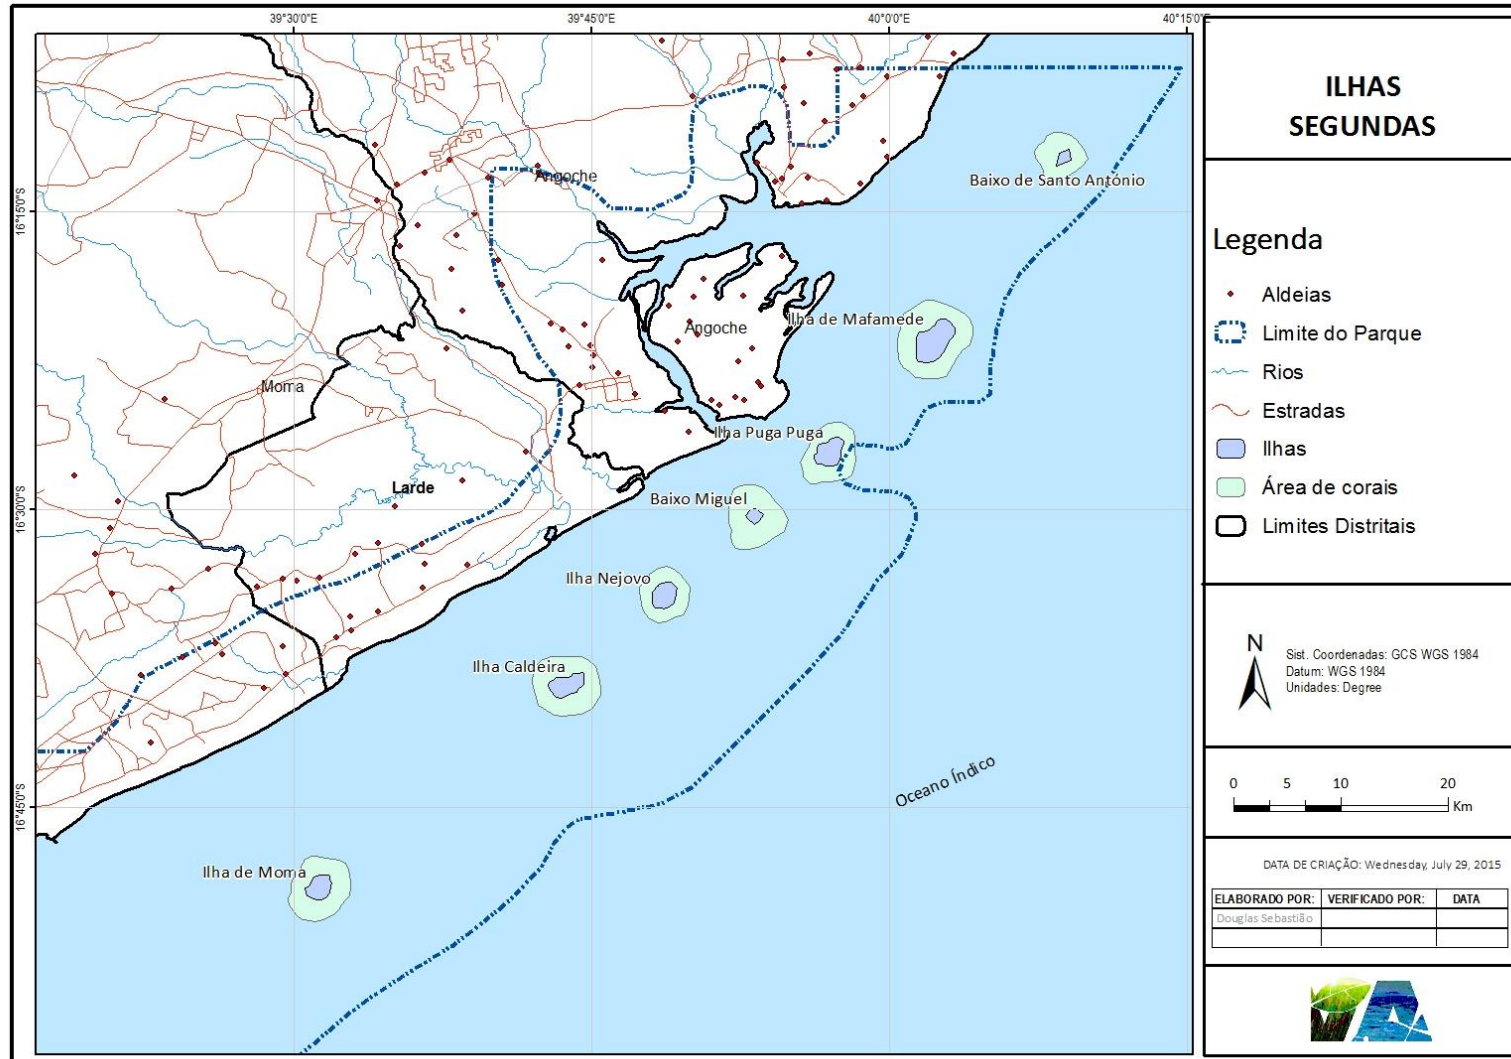 39°30'0"E
39°45'0"E
40°0'0"E
40°15'0"E
16°15'0"S
16°30'0"S
16°45'0"S
Baixo de Santo António
Angoche
Ilha de Mafamede
Angoche
Moma
Ilha Puga Puga
Larde
Baixo Miguel
Ilha Nejovo
Ilha Caldeira
Oceano Índico
Ilha de Moma
ILHAS
SEGUNDAS
Legenda
Aldeias
Limite do Parque
Rios
Estradas
Ilhas
Área de corais
Limites Distritais
N
Sist. Coordenadas: GCS WGS 1984
Datum: WGS 1984
Unidades: Degree
0 5 10 20
Km
DATA DE CRIAÇÃO: Wednesday, July 29, 2015
ELABORADO POR: VERIFICADO POR: DATA
Douglas Sebastião